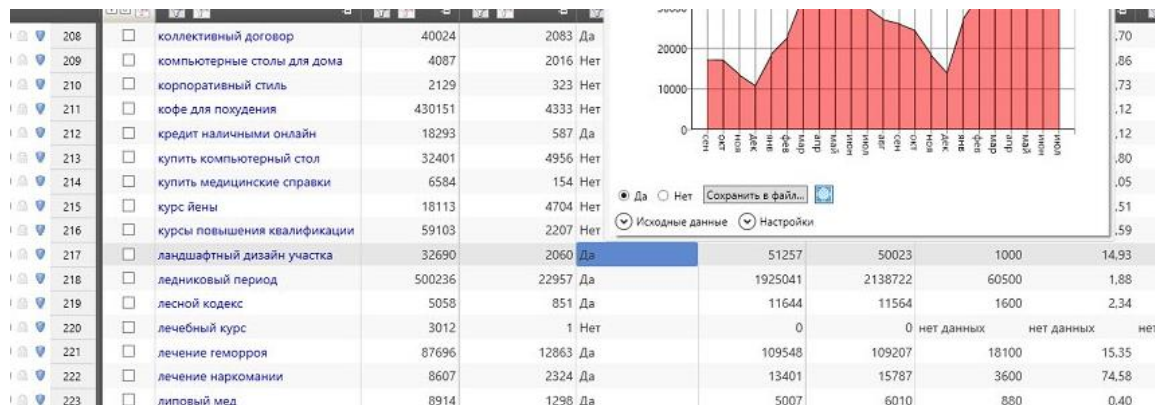 30000
208 коллективный договор 40024 2083 Да ,70
20000
209 компьютерные столы для дома 4087 2016 Нет ,86
210 корпоративный стиль 2129 323 Нет ,73
10000
211 кофе для похудения 430151 4333 Нет ,12
0
212 кредит наличными онлайн 18293 587 Да ,12
сен окт ноя дек янв фев мар апр май июн июл авг сен окт ноя дек янв фев мар апр май июн июл
213 купить компьютерный стол 32401 4956 Нет ,80
214 купить медицинские справки 6584 154 Нет ,05
Да Нет Сохранить в файл...
215 курс йены 18113 4704 Нет ,51
Исходные данные Настройки
216 курсы повышения квалификации 59103 2207 Нет ,59
217 ландшафтный дизайн участка 32690 2060 Да 51257 50023 1000 14,93
218 ледниковый период 500236 22957 Да 1925041 2138722 60500 1,88
219 лесной кодекс 5058 851 Да 11644 11564 1600 2,34
220 лечебный курс 3012 1 Нет 0 0 нет данных нет данных нет
221 лечение геморроя 87696 12863 Да 109548 109207 18100 15,35
222 лечение наркомании 8607 2324 Да 13401 15787 3600 74,58
223 липовый мед 8914 1298 Да 5007 6010 880 0,40